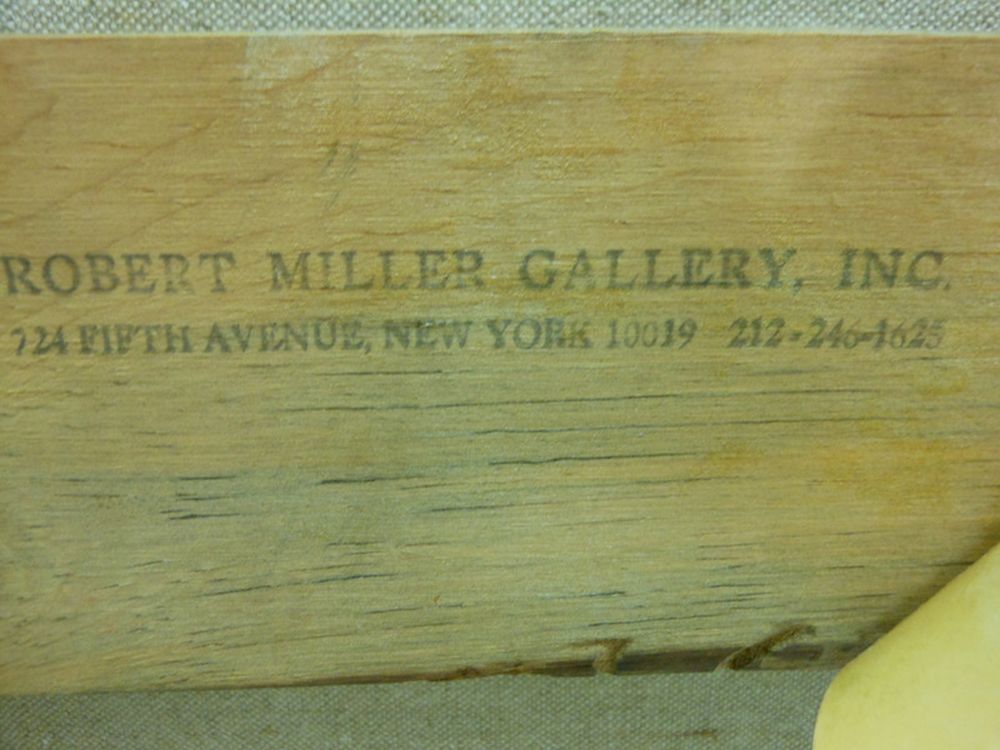 ROBERT MILLER GALLERY, INC.
724 FIFTH AVENUE, NEW YORK 10019 212-246-1625